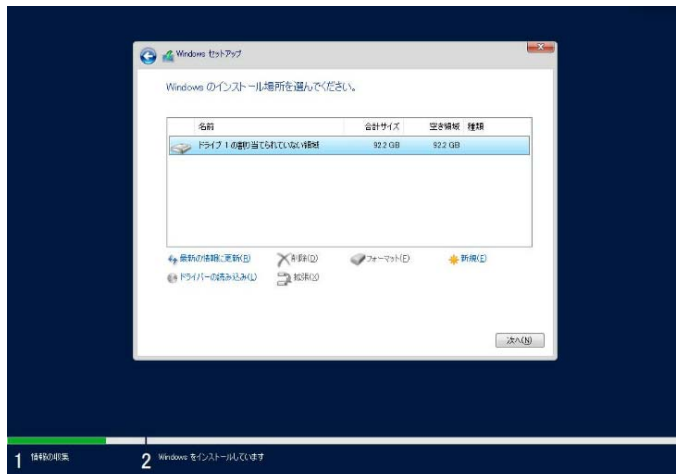 Windows セットアップ
Windows のインストール場所を選んでください。
名前 合計サイズ 空き領域 種類
ドライブ 1 の割り当てられていない領域 92.2 GB 92.2 GB
最新の情報に更新(R) 削除(D) フォーマット(F) 新規(E)
ドライバーの読み込み(L) 拡張(X)
次へ(N)
1 情報の収集 2 Windows をインストールしています